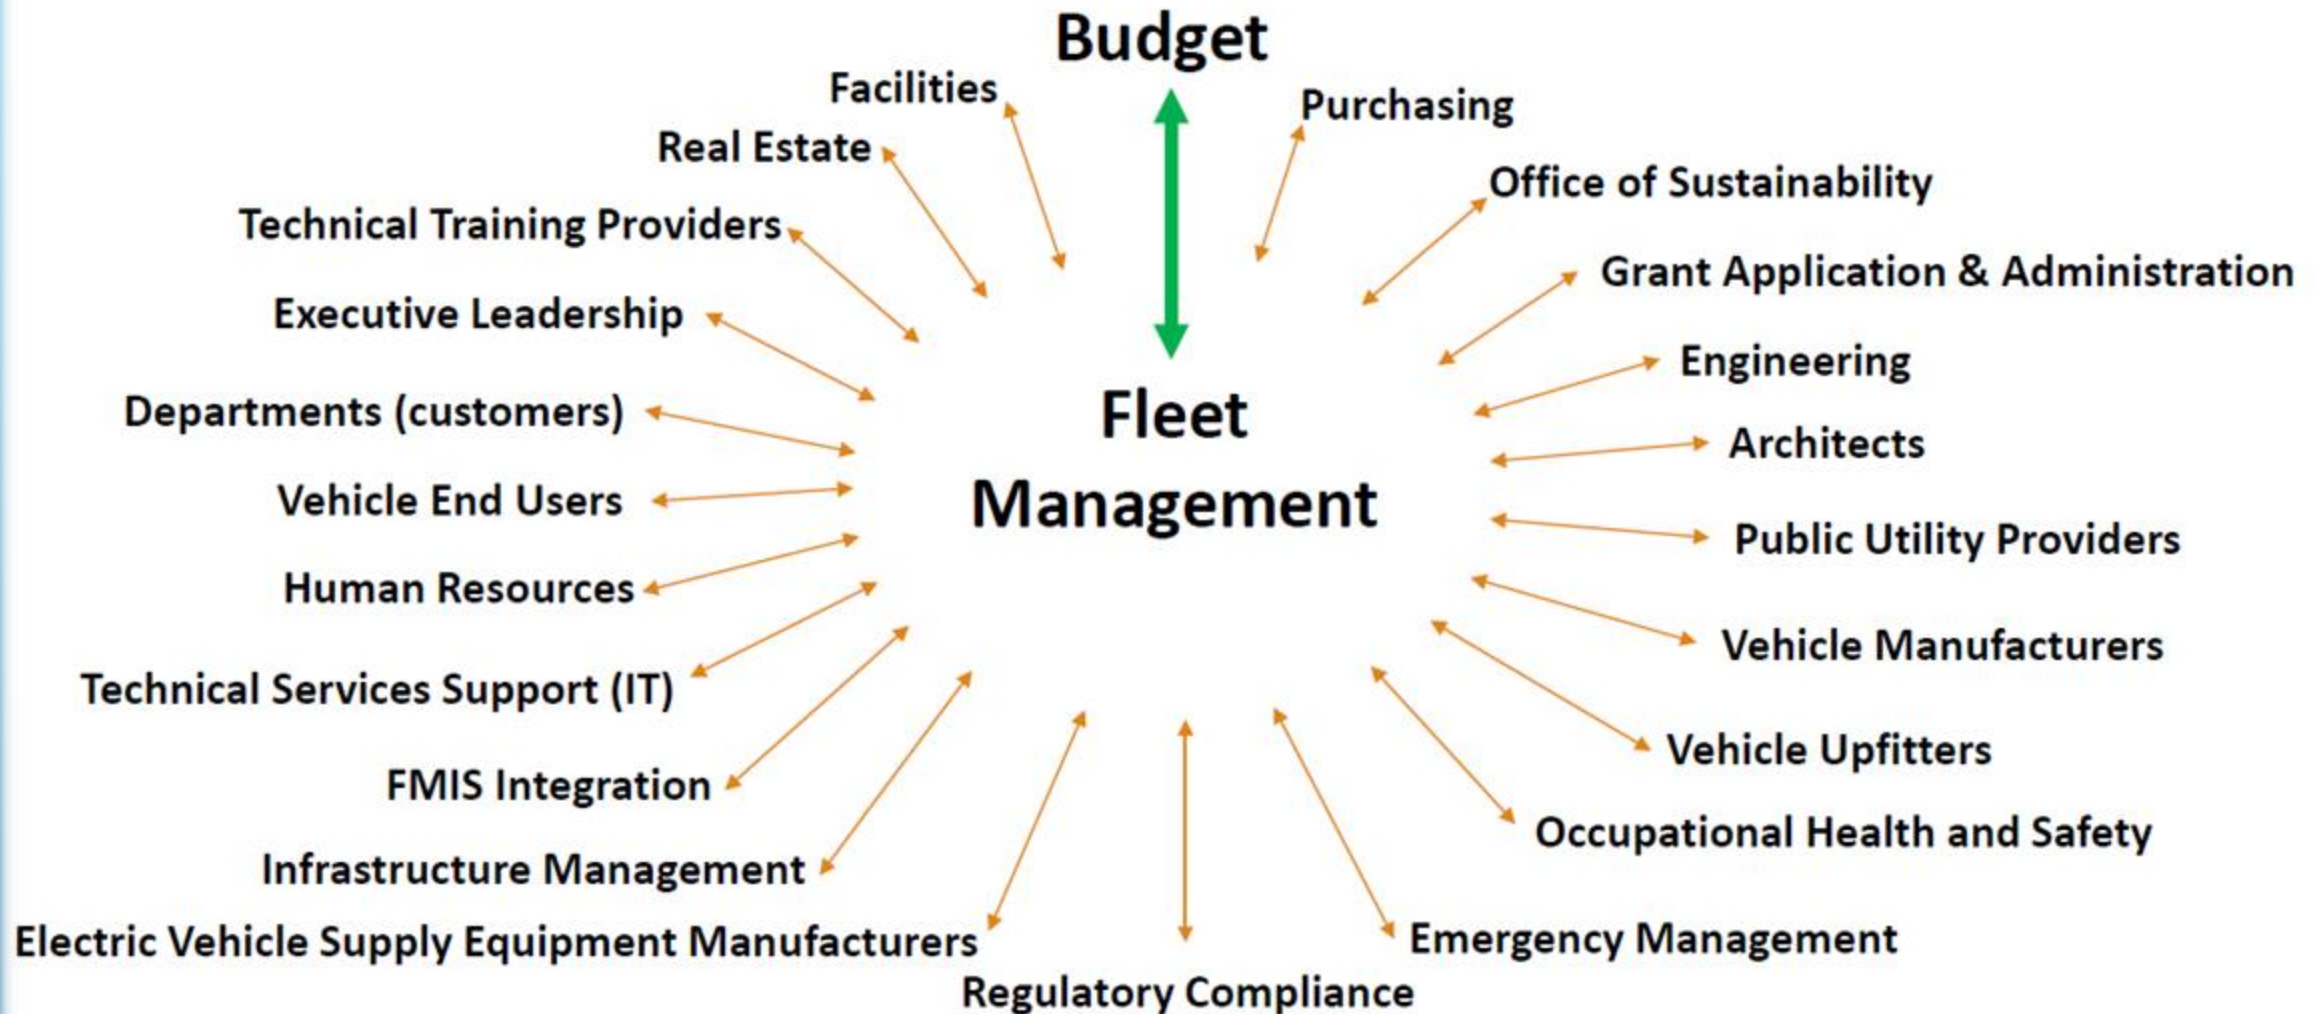 Budget
Facilities
Purchasing
Real Estate
Office of Sustainability
Technical Training Providers
Grant Application & Administration
Executive Leadership
Engineering
Departments (customers)
Fleet
Management
Architects
Vehicle End Users
Public Utility Providers
Human Resources
Vehicle Manufacturers
Technical Services Support (IT)
Vehicle Upfitters
FMIS Integration
Occupational Health and Safety
Infrastructure Management
Electric Vehicle Supply Equipment Manufacturers
Emergency Management
Regulatory Compliance